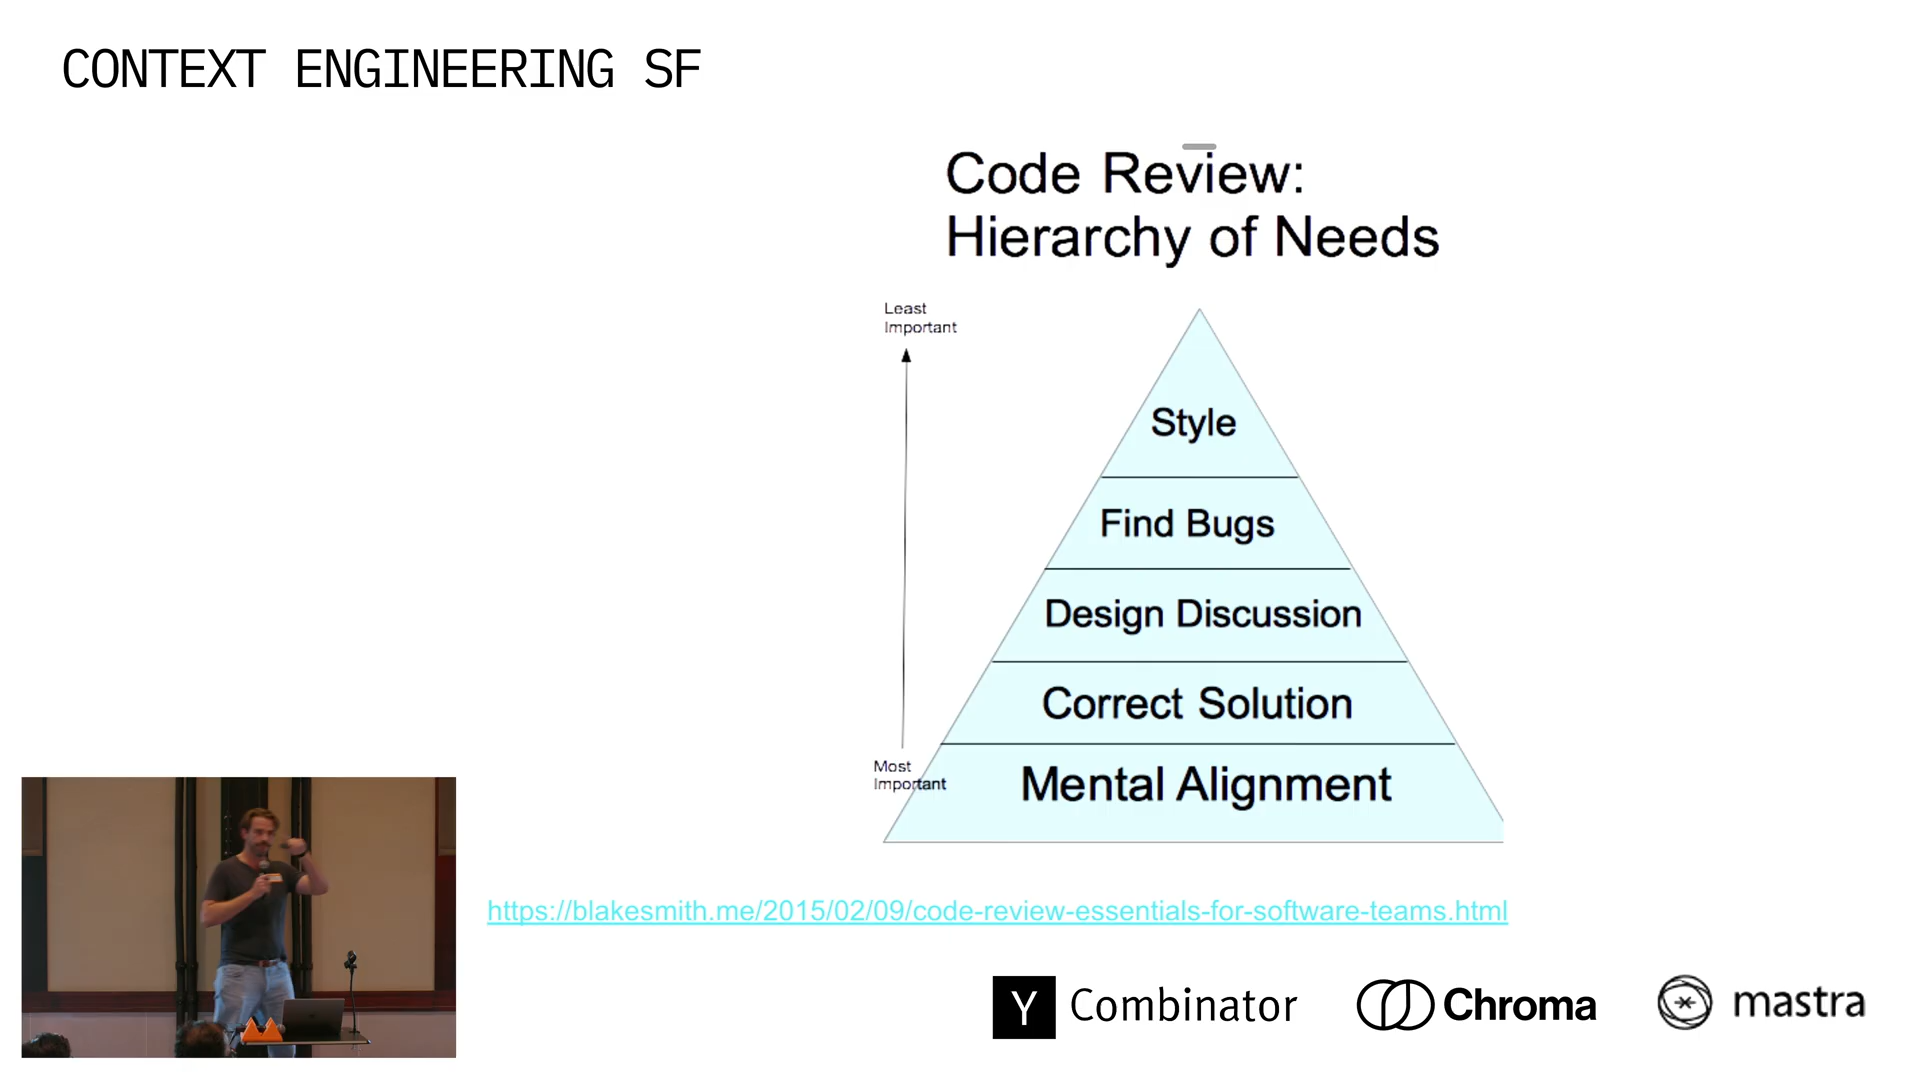 CONTEXT ENGINEERING SF
Code Review:
Hierarchy of Needs
Least
Important
Style
Find Bugs
Design Discussion
Correct Solution
Most
Important
Mental Alignment
https://blakesmith.me/2015/02/09/code-review-essentials-for-software-teams.html
Y Combinator
Chroma
mastra